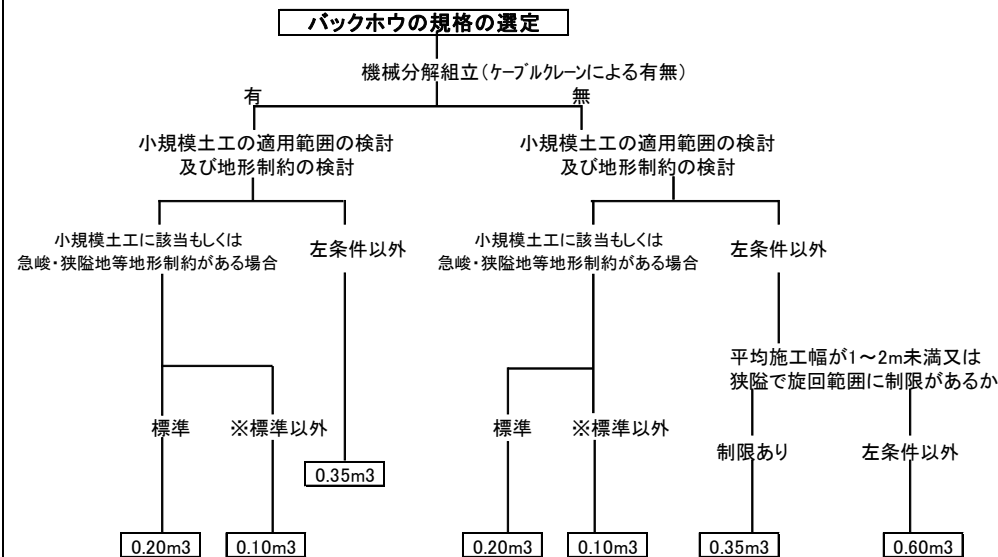 バックホウの規格の選定
機械分解組立(ケーブルクレーンによる有無)
有
無
小規模土工の適用範囲の検討
及び地形制約の検討
小規模土工の適用範囲の検討
及び地形制約の検討
小規模土工に該当もしくは
急峻・狭隘地等地形制約がある場合
左条件以外
小規模土工に該当もしくは
急峻・狭隘地等地形制約がある場合
左条件以外
平均施工幅が1～2m未満又は
狭隘で旋回範囲に制限があるか
標準
※標準以外
標準
※標準以外
制限あり
左条件以外
0.35m3
0.20m3
0.10m3
0.20m3
0.10m3
0.35m3
0.60m3